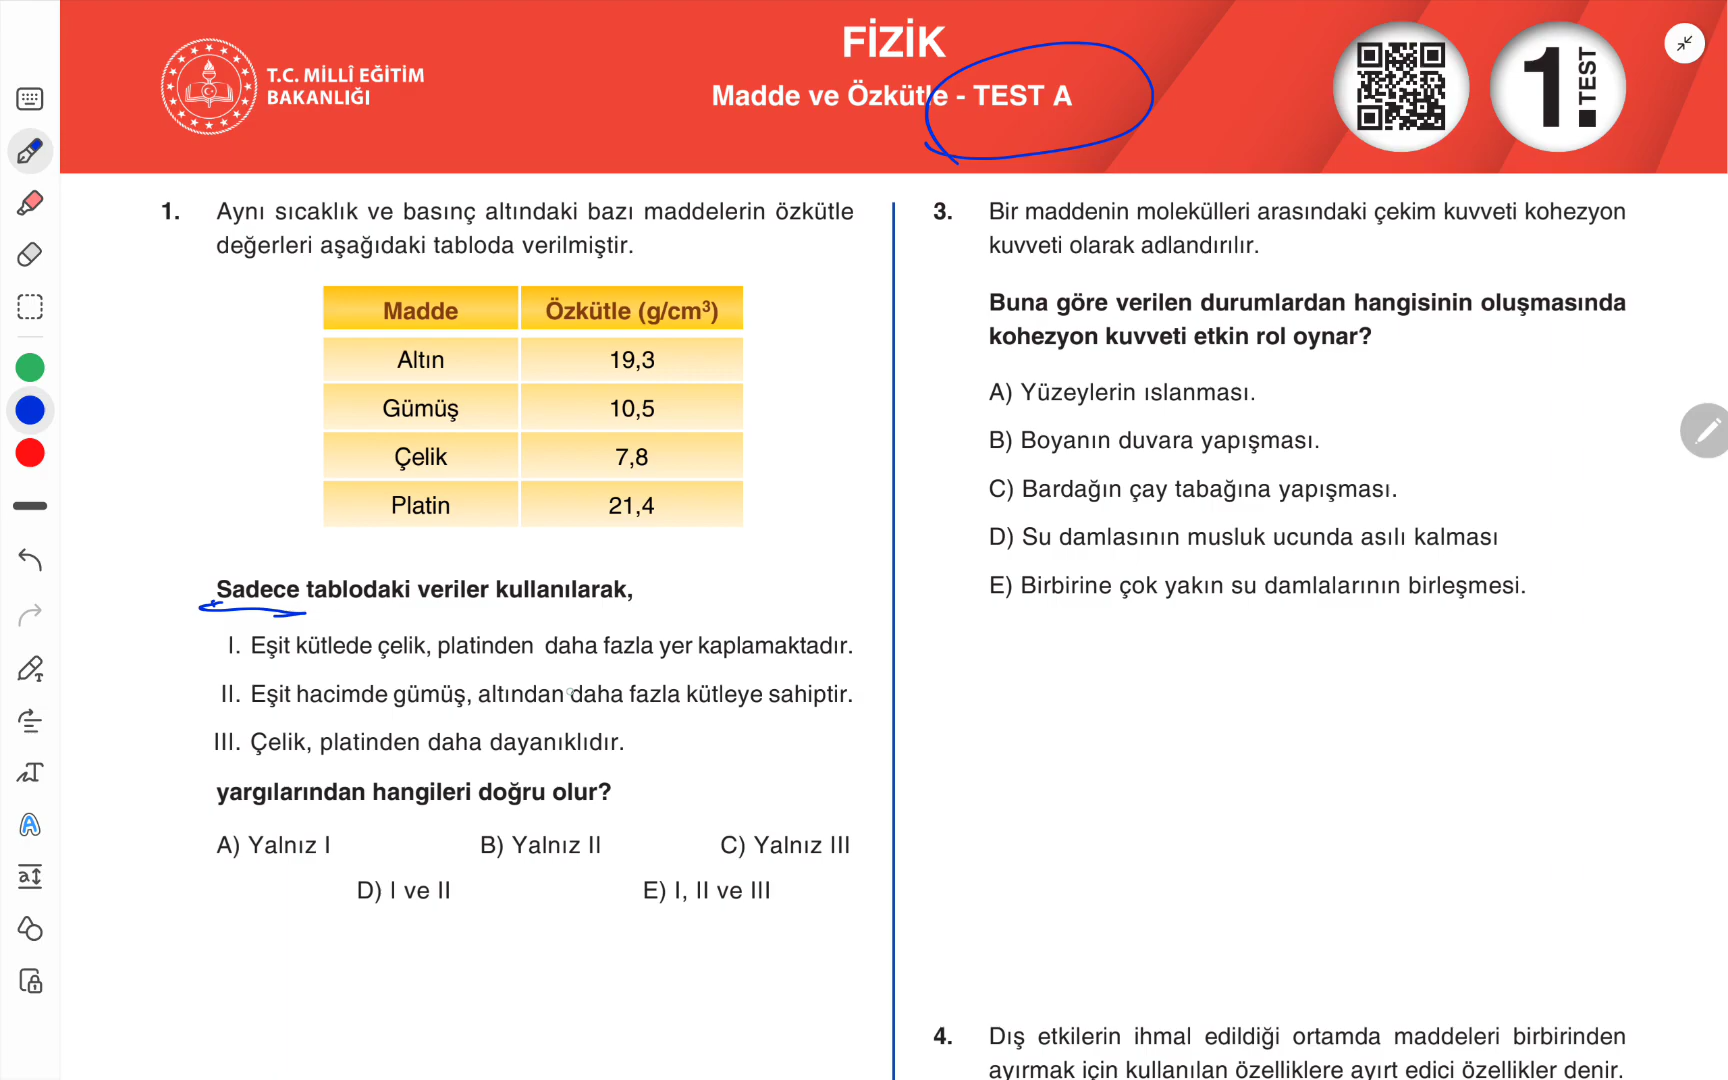 FİZİK
Madde ve Özkütle - TEST A
T.C. MİLLÎ EĞİTİM
BAKANLIĞI
1.
TEST
1. Aynı sıcaklık ve basınç altındaki bazı maddelerin özkütle
değerleri aşağıdaki tabloda verilmiştir.
Madde Özkütle (g/cm³)
Altın 19,3
Gümüş 10,5
Çelik 7,8
Platin 21,4
Sadece tablodaki veriler kullanılarak,
I. Eşit kütlede çelik, platinden daha fazla yer kaplamaktadır.
II. Eşit hacimde gümüş, altından daha fazla kütleye sahiptir.
III. Çelik, platinden daha dayanıklıdır.
yargılarından hangileri doğru olur?
A) Yalnız I B) Yalnız II C) Yalnız III
D) I ve II E) I, II ve III
3. Bir maddenin molekülleri arasındaki çekim kuvveti kohezyon
kuvveti olarak adlandırılır.
Buna göre verilen durumlardan hangisinin oluşmasında
kohezyon kuvveti etkin rol oynar?
A) Yüzeylerin ıslanması.
B) Boyanın duvara yapışması.
C) Bardağın çay tabağına yapışması.
D) Su damlasının musluk ucunda asılı kalması
E) Birbirine çok yakın su damlalarının birleşmesi.
4. Dış etkilerin ihmal edildiği ortamda maddeleri birbirinden
ayırmak için kullanılan özelliklere ayırt edici özellikler denir.